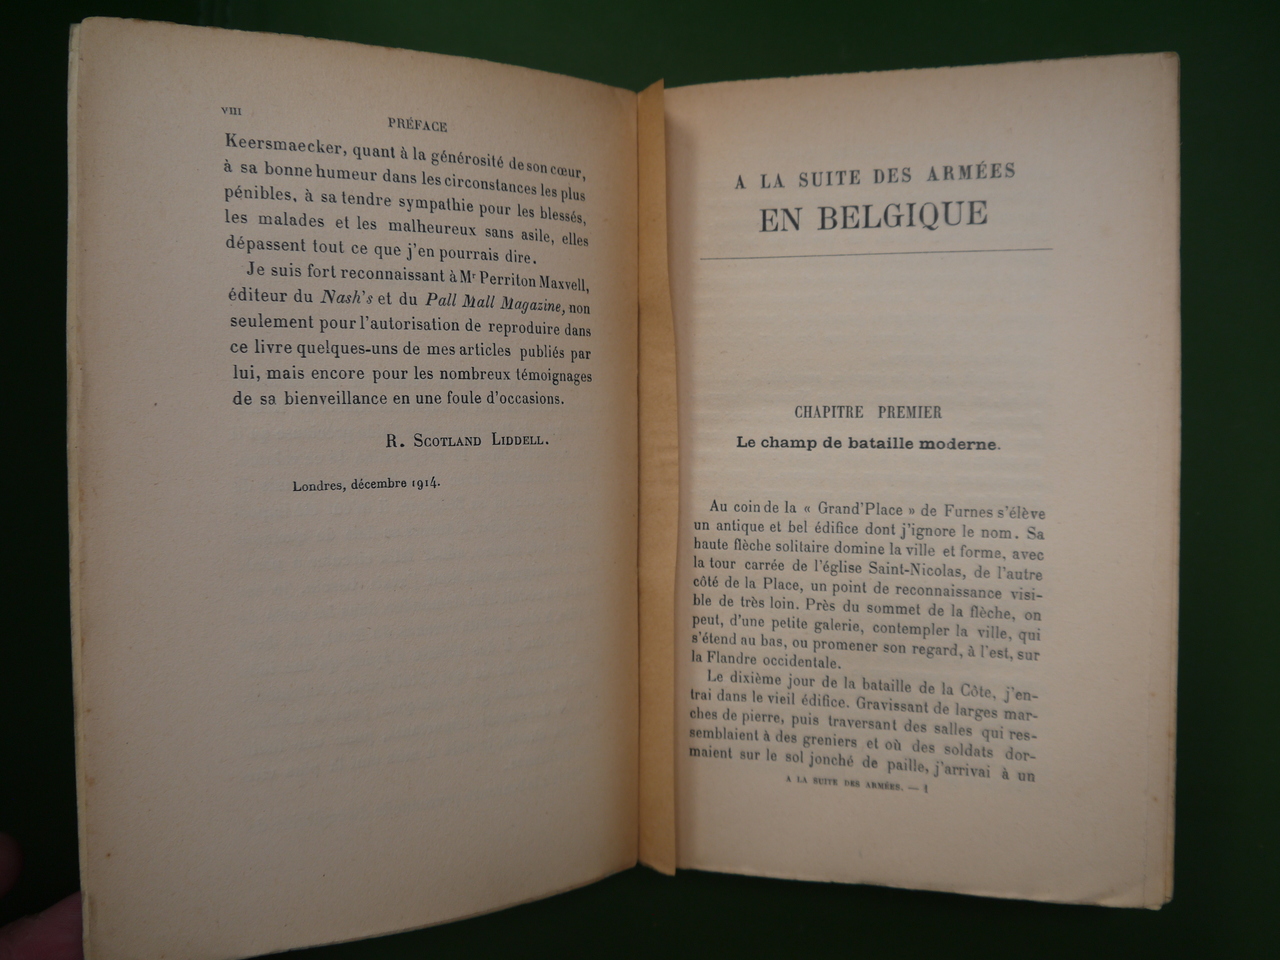 VIII
PRÉFACE
Keersmaecker, quant à la générosité de son cœur,
à sa bonne humeur dans les circonstances les plus
pénibles, à sa tendre sympathie pour les blessés,
les malades et les malheureux sans asile, elles
dépassent tout ce que j'en pourrais dire.
Je suis fort reconnaissant à Mr Perriton Maxvell,
éditeur du Nash's et du Pall Mall Magazine, non
seulement pour l'autorisation de reproduire dans
ce livre quelques-uns de mes articles publiés par
lui, mais encore pour les nombreux témoignages
de sa bienveillance en une foule d'occasions.
R. SCOTLAND LIDDELL.
Londres, décembre 1914.
A LA SUITE DES ARMÉES
EN BELGIQUE
CHAPITRE PREMIER
Le champ de bataille moderne.
Au coin de la « Grand'Place » de Furnes s'élève
un antique et bel édifice dont j'ignore le nom. Sa
haute flèche solitaire domine la ville et forme, avec
la tour carrée de l'église Saint-Nicolas, de l'autre
côté de la Place, un point de reconnaissance visi-
ble de très loin. Près du sommet de la flèche, on
peut, d'une petite galerie, contempler la ville, qui
s'étend au bas, ou promener son regard, à l'est, sur
la Flandre occidentale.
Le dixième jour de la bataille de la Côte, j'en-
trai dans le vieil édifice. Gravissant de larges mar-
ches de pierre, puis traversant des salles qui res-
semblaient à des greniers et où des soldats dor-
maient sur le sol jonché de paille, j'arrivai à un
A LA SUITE DES ARMÉES. — 1